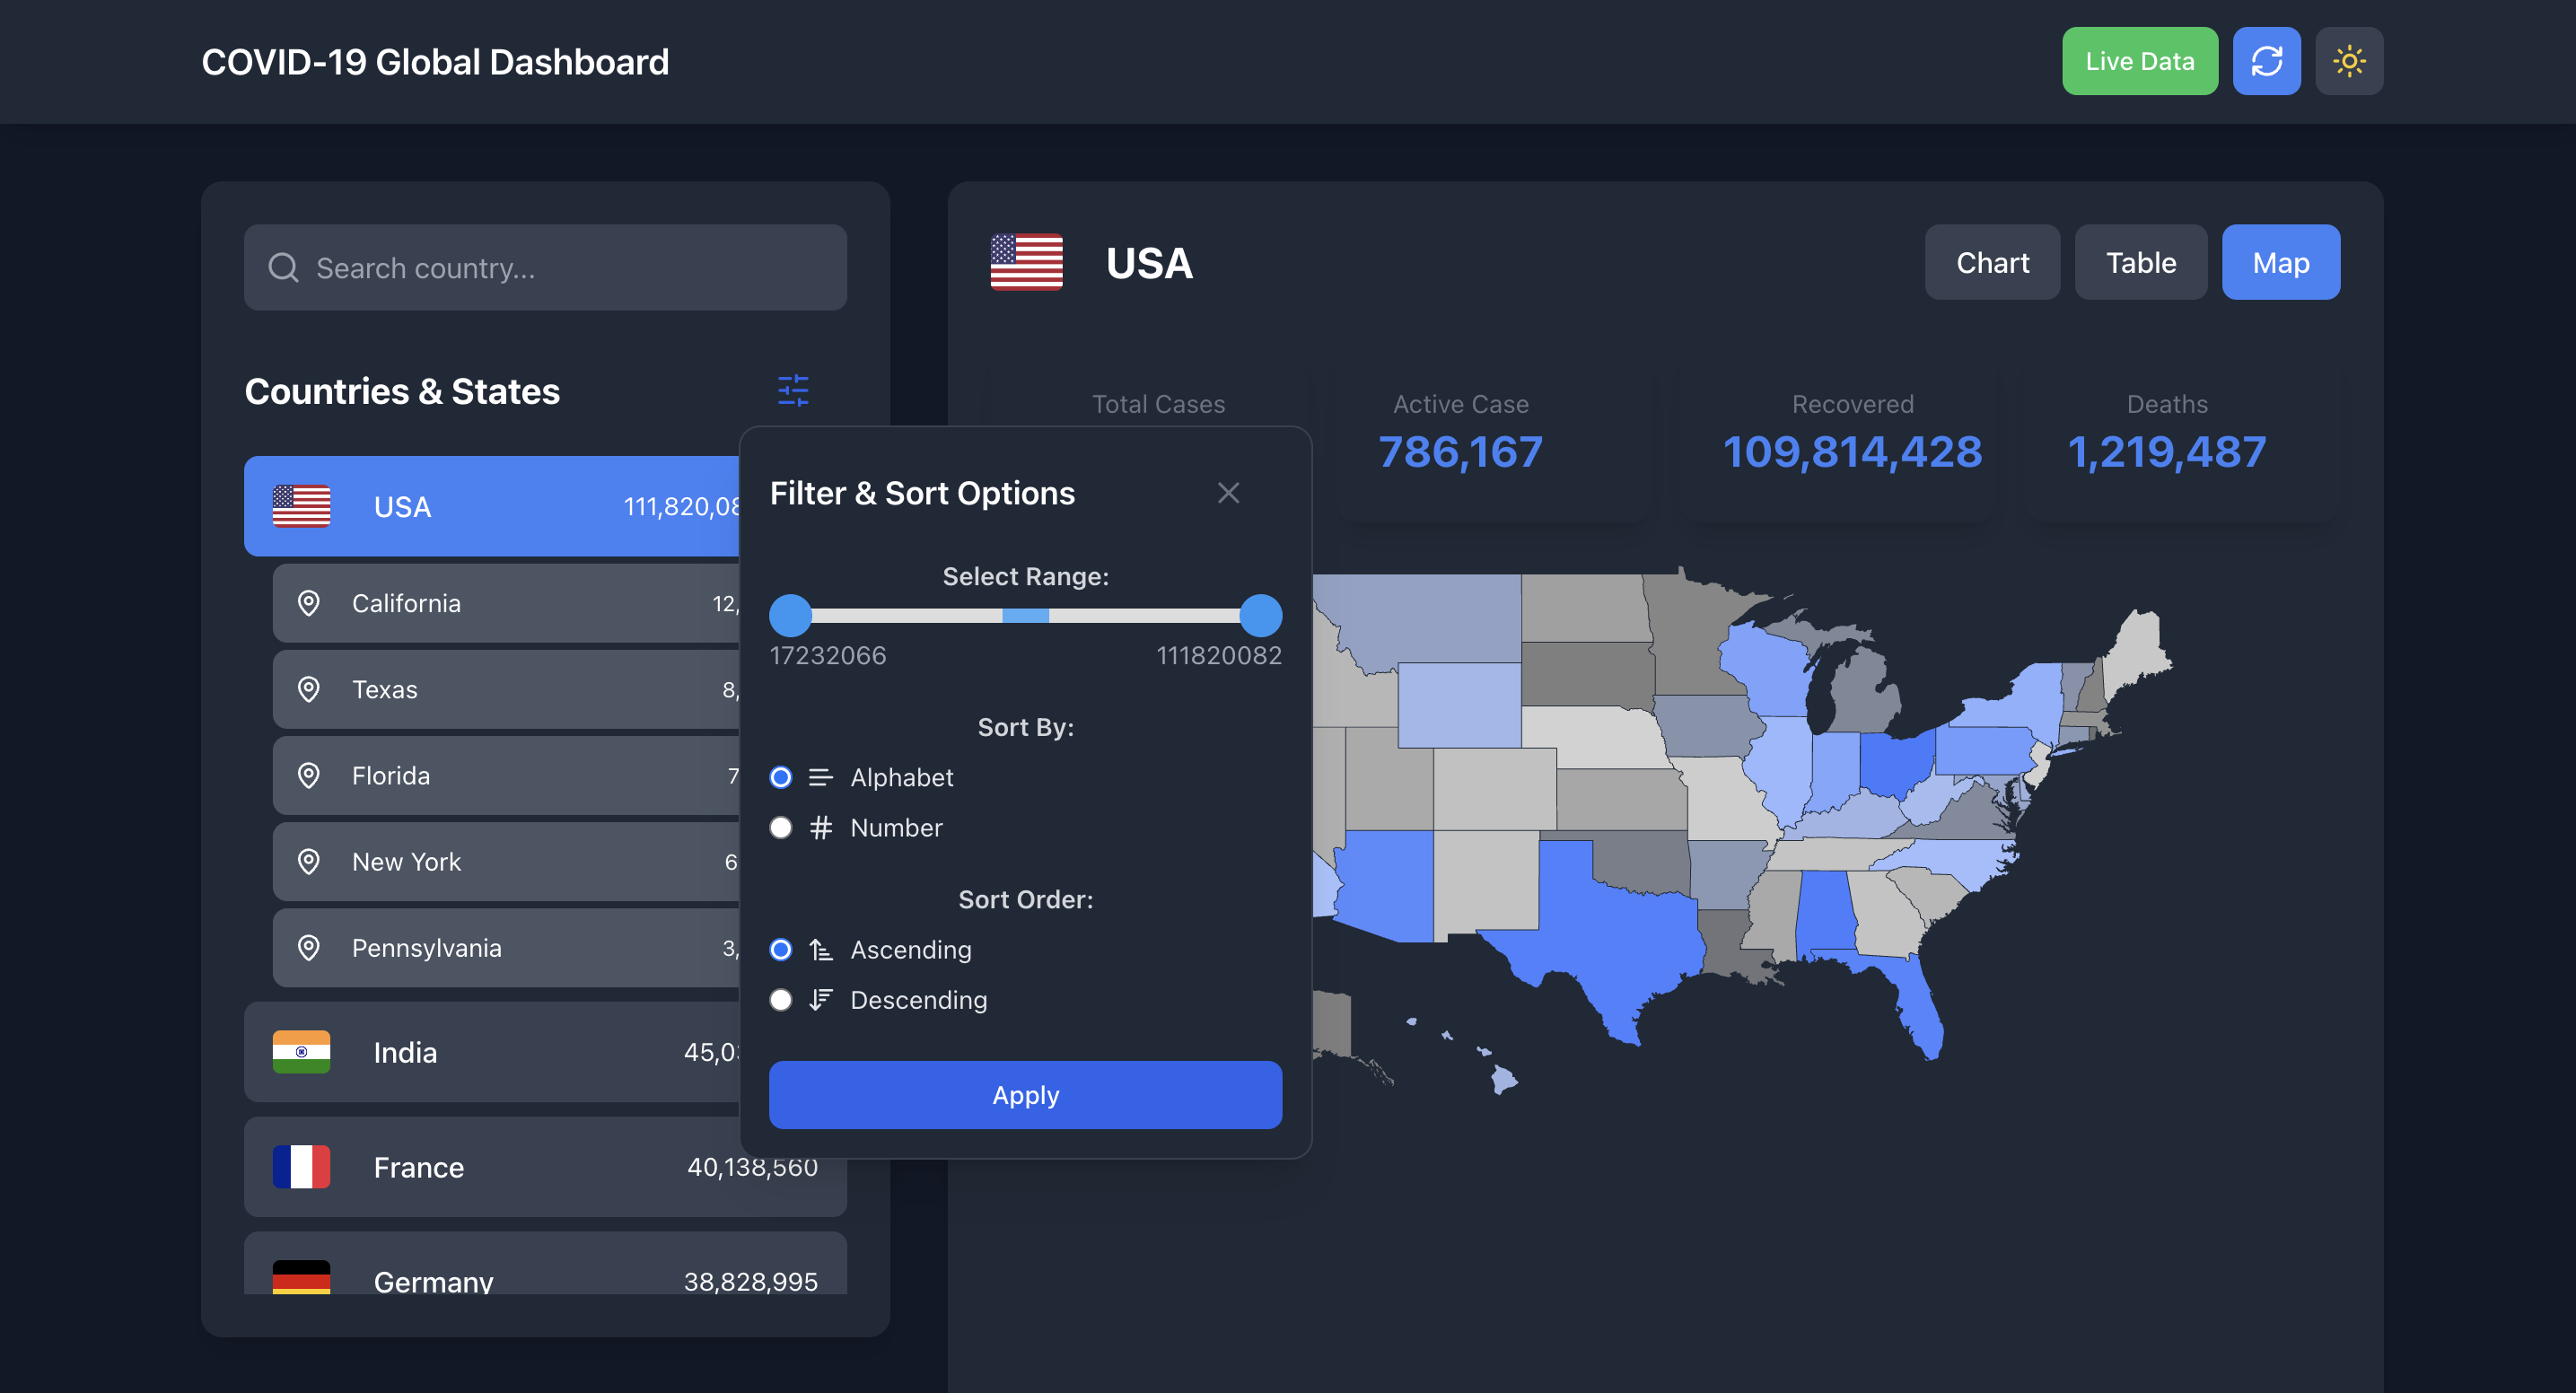 COVID-19 Global Dashboard
Live Data
Search country...
Countries & States
USA
111,820,08
California
12,
Texas
8,
Florida
7
New York
6
Pennsylvania
3,
India
45,0
France
40,138,560
Germany
38,828,995
Filter & Sort Options
Select Range:
17232066
111820082
Sort By:
Alphabet
Number
Sort Order:
Ascending
Descending
Apply
USA
Chart
Table
Map
Total Cases
Active Case
786,167
Recovered
109,814,428
Deaths
1,219,487